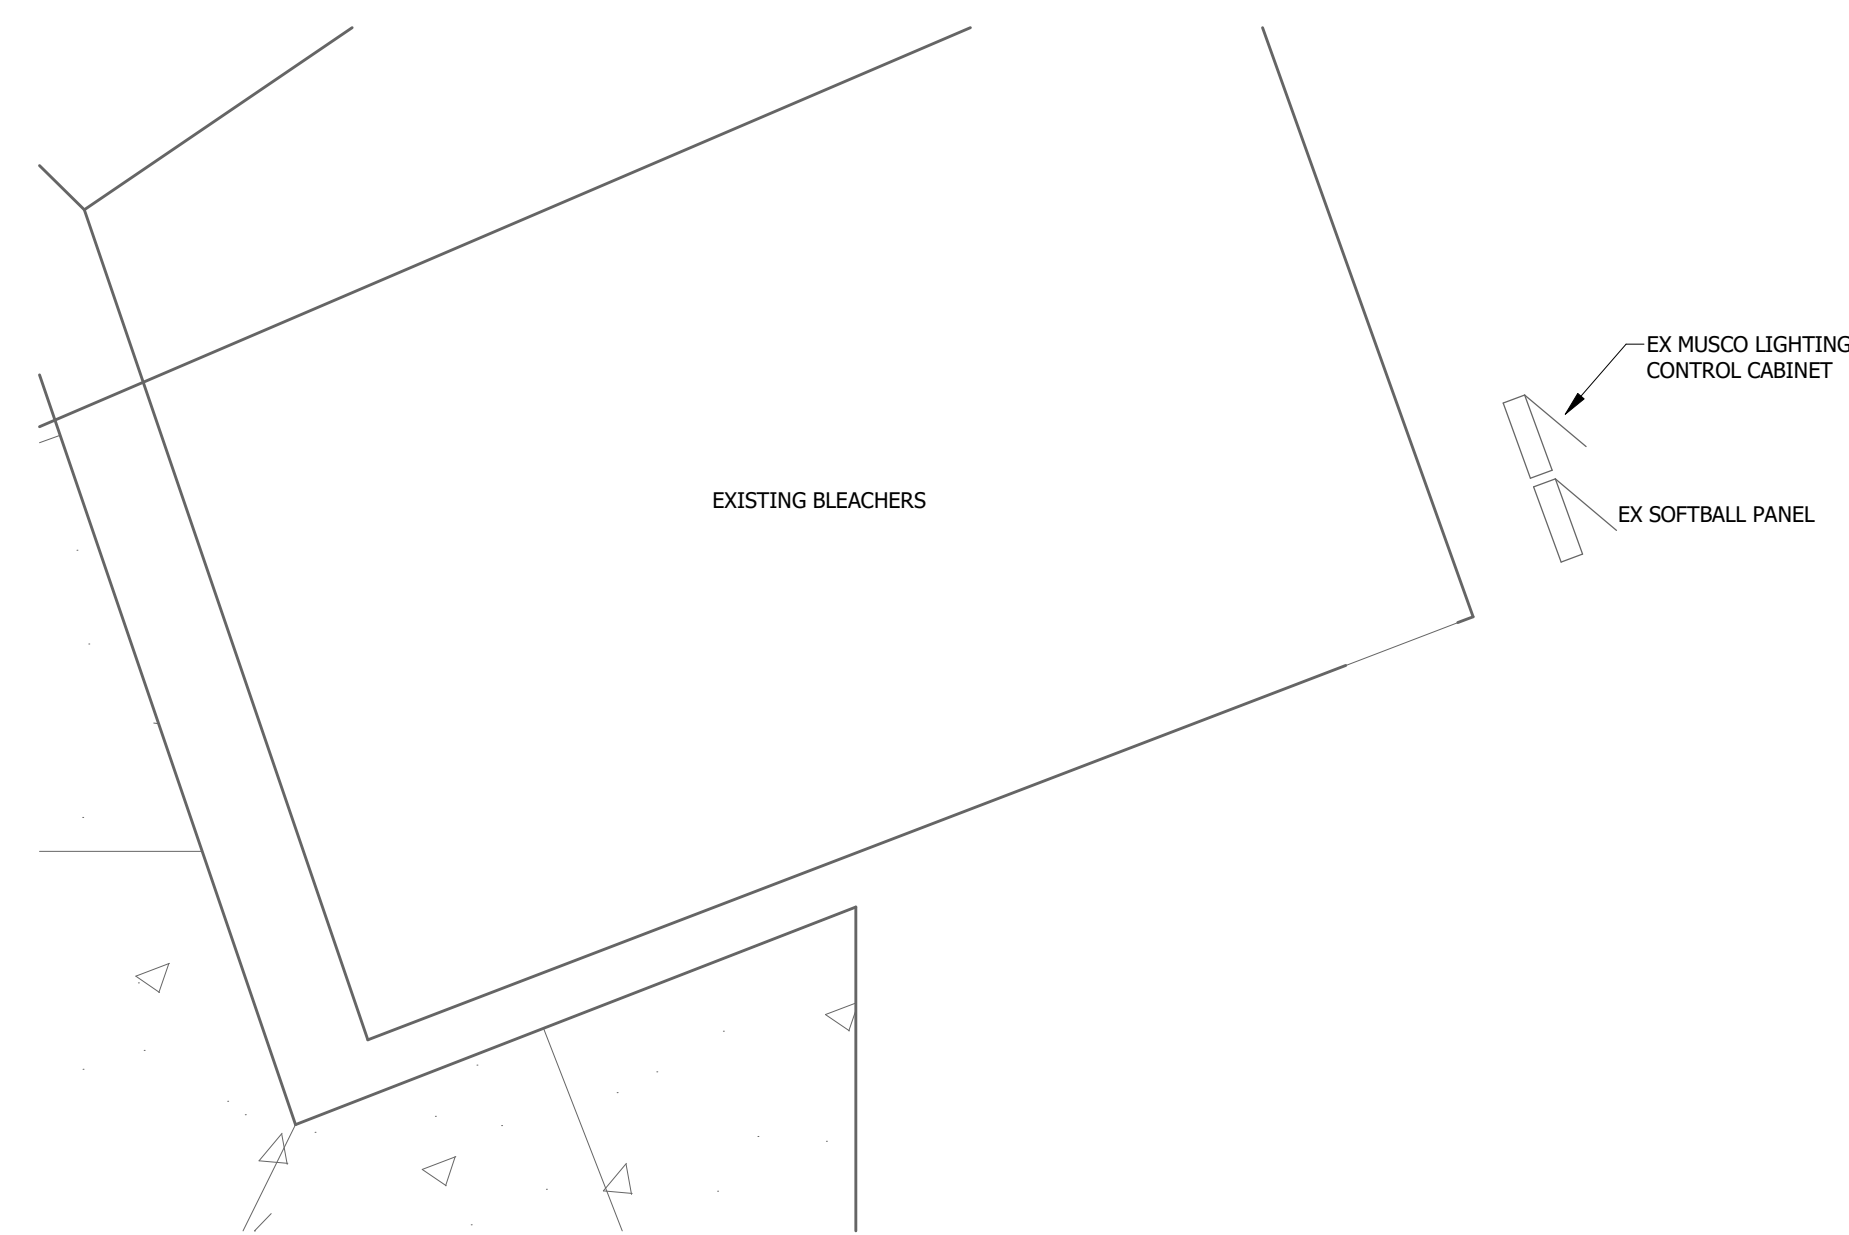 EX MUSCO LIGHTING
CONTROL CABINET
EXISTING BLEACHERS
EX SOFTBALL PANEL